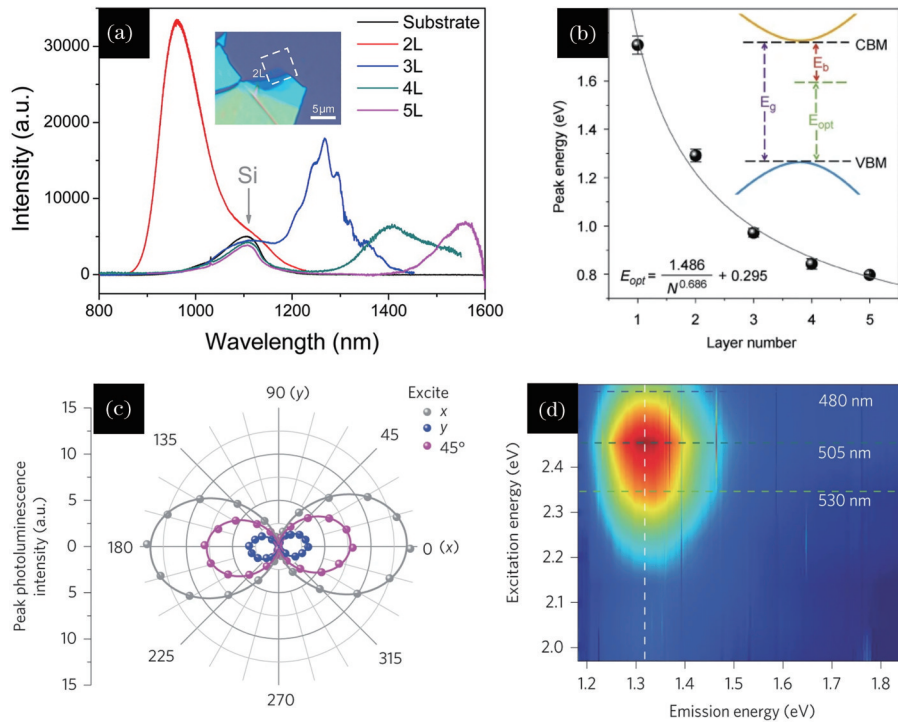 (a)
35000
30000
20000
10000
0
Intensity (a.u.)
800
1000
1200
1400
1600
Wavelength (nm)
Substrate
2L
3L
4L
5L
2L
5μm
Si
(b)
1.6
1.4
1.2
1.0
0.8
Peak energy (eV)
1
2
3
4
5
Layer number
CBM
E_b
E_g
E_opt
VBM
E_opt = 1.486 / N^0.686 + 0.295
(c)
15
10
5
0
5
10
15
Peak photoluminescence
intensity (a.u.)
90 (y)
135
45
180
0 (x)
225
315
270
Excite
x
y
45°
(d)
480 nm
505 nm
530 nm
2.4
2.3
2.2
2.1
2.0
Excitation energy (eV)
1.2
1.3
1.4
1.5
1.6
1.7
1.8
Emission energy (eV)